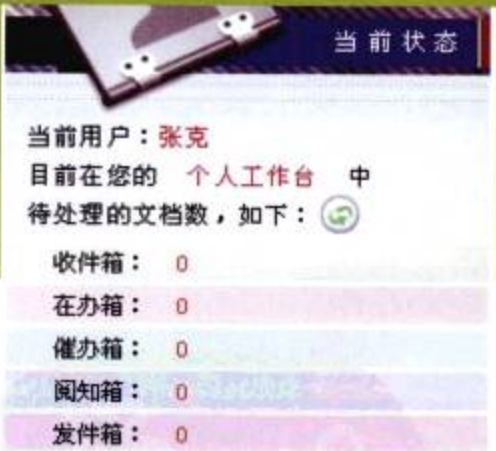 当前状态
当前用户：张克
目前在您的 个人工作台 中
待处理的文档数，如下：
收件箱： 0
在办箱： 0
催办箱： 0
阅知箱： 0
发件箱： 0